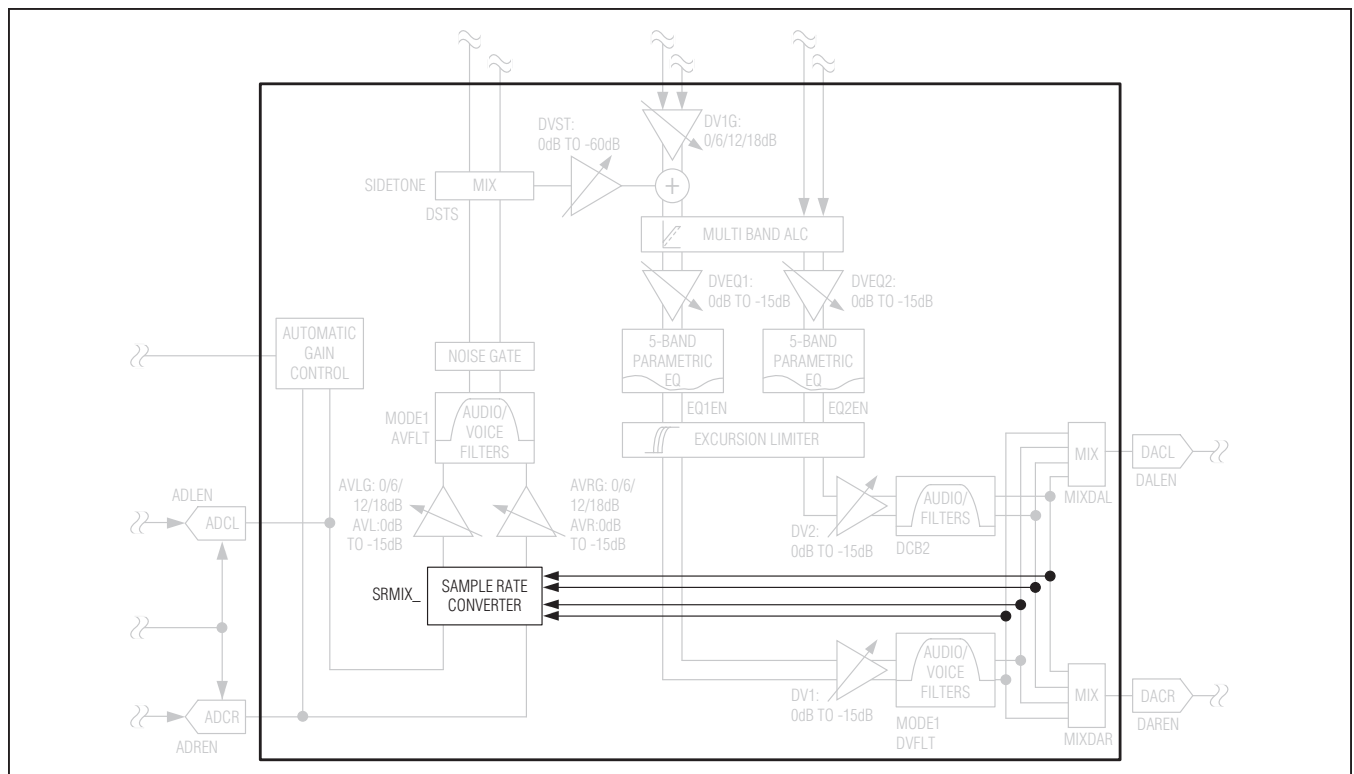 DVST:
0dB TO -60dB
DV1G:
0/6/12/18dB
SIDETONE
MIX
DSTS
+
MULTI BAND ALC
DVEQ1:
0dB TO -15dB
DVEQ2:
0dB TO -15dB
AUTOMATIC
GAIN
CONTROL
NOISE GATE
5-BAND
PARAMETRIC
EQ
5-BAND
PARAMETRIC
EQ
EQ1EN
EQ2EN
MODE1
AVFLT
AUDIO/
VOICE
FILTERS
EXCURSION LIMITER
MIX
DACL
DALEN
MIXDAL
ADLEN
ADCL
AVLG: 0/6/
12/18dB
AVL:0dB
TO -15dB
AVRG: 0/6/
12/18dB
AVR:0dB
TO -15dB
DV2:
0dB TO -15dB
AUDIO/
FILTERS
DCB2
SRMIX_
SAMPLE RATE
CONVERTER
DV1:
0dB TO -15dB
AUDIO/
VOICE
FILTERS
MODE1
DVFLT
MIX
DACR
DAREN
MIXDAR
ADCR
ADREN